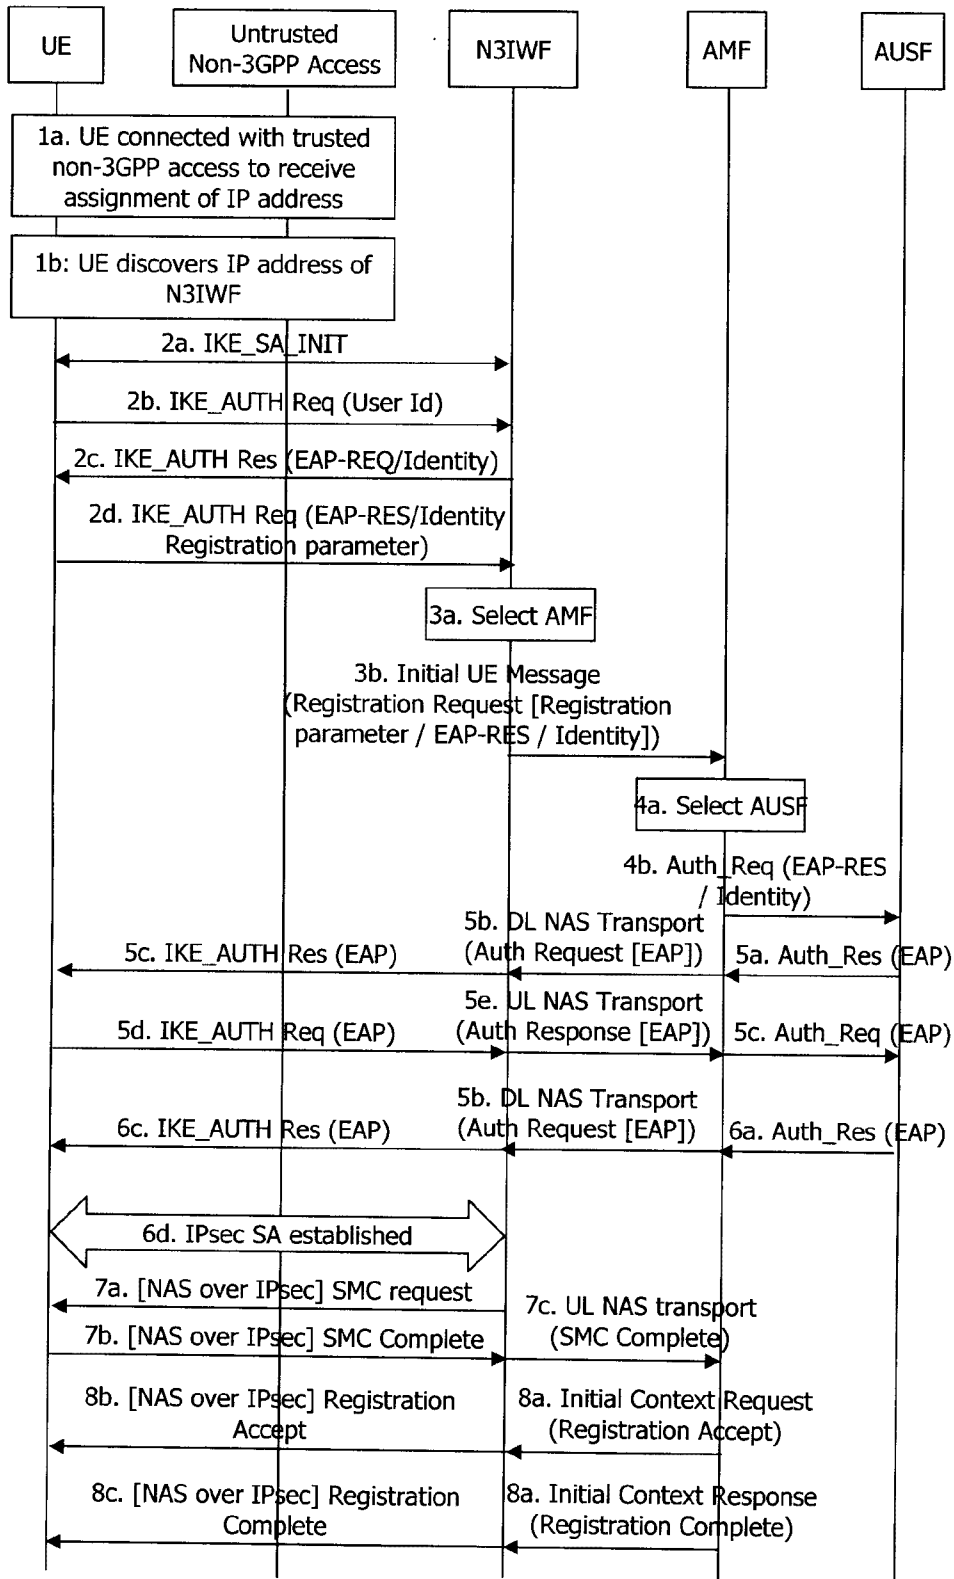 UE
Untrusted
Non-3GPP Access
N3IWF
AMF
AUSF
1a. UE connected with trusted
non-3GPP access to receive
assignment of IP address
1b: UE discovers IP address of
N3IWF
2a. IKE_SA_INIT
2b. IKE_AUTH Req (User Id)
2c. IKE_AUTH Res (EAP-REQ/Identity)
2d. IKE_AUTH Req (EAP-RES/Identity
Registration parameter)
3a. Select AMF
3b. Initial UE Message
(Registration Request [Registration
parameter / EAP-RES / Identity])
4a. Select AUSF
4b. Auth_Req (EAP-RES
/ Identity)
5c. IKE_AUTH Res (EAP)
5b. DL NAS Transport
(Auth Request [EAP])
5a. Auth_Res (EAP)
5d. IKE_AUTH Req (EAP)
5e. UL NAS Transport
(Auth Response [EAP])
5c. Auth_Req (EAP)
6c. IKE_AUTH Res (EAP)
5b. DL NAS Transport
(Auth Request [EAP])
6a. Auth_Res (EAP)
6d. IPsec SA established
7a. [NAS over IPsec] SMC request
7b. [NAS over IPsec] SMC Complete
7c. UL NAS transport
(SMC Complete)
8b. [NAS over IPsec] Registration
Accept
8a. Initial Context Request
(Registration Accept)
8c. [NAS over IPsec] Registration
Complete
8a. Initial Context Response
(Registration Complete)